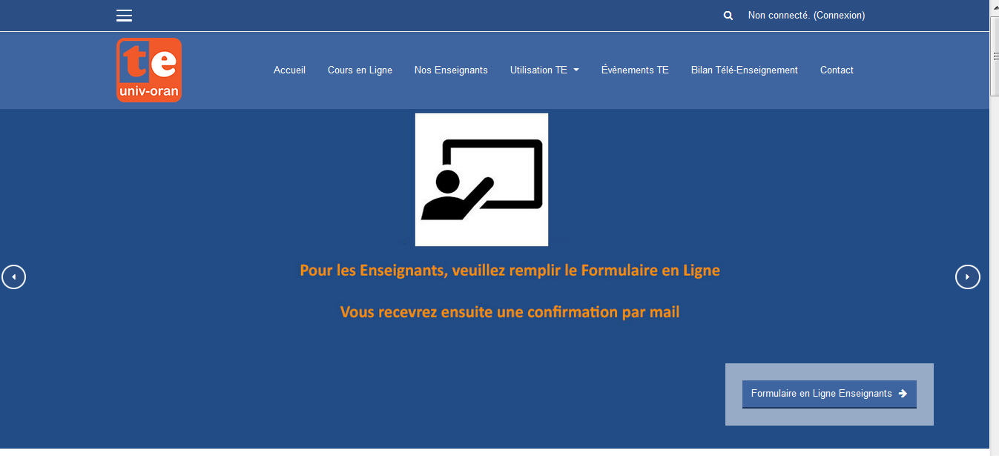 Non connecté. (Connexion)
te
univ-oran
Accueil Cours en Ligne Nos Enseignants Utilisation TE Évènements TE Bilan Télé-Enseignement Contact
Pour les Enseignants, veuillez remplir le Formulaire en Ligne
Vous recevrez ensuite une confirmation par mail
Formulaire en Ligne Enseignants